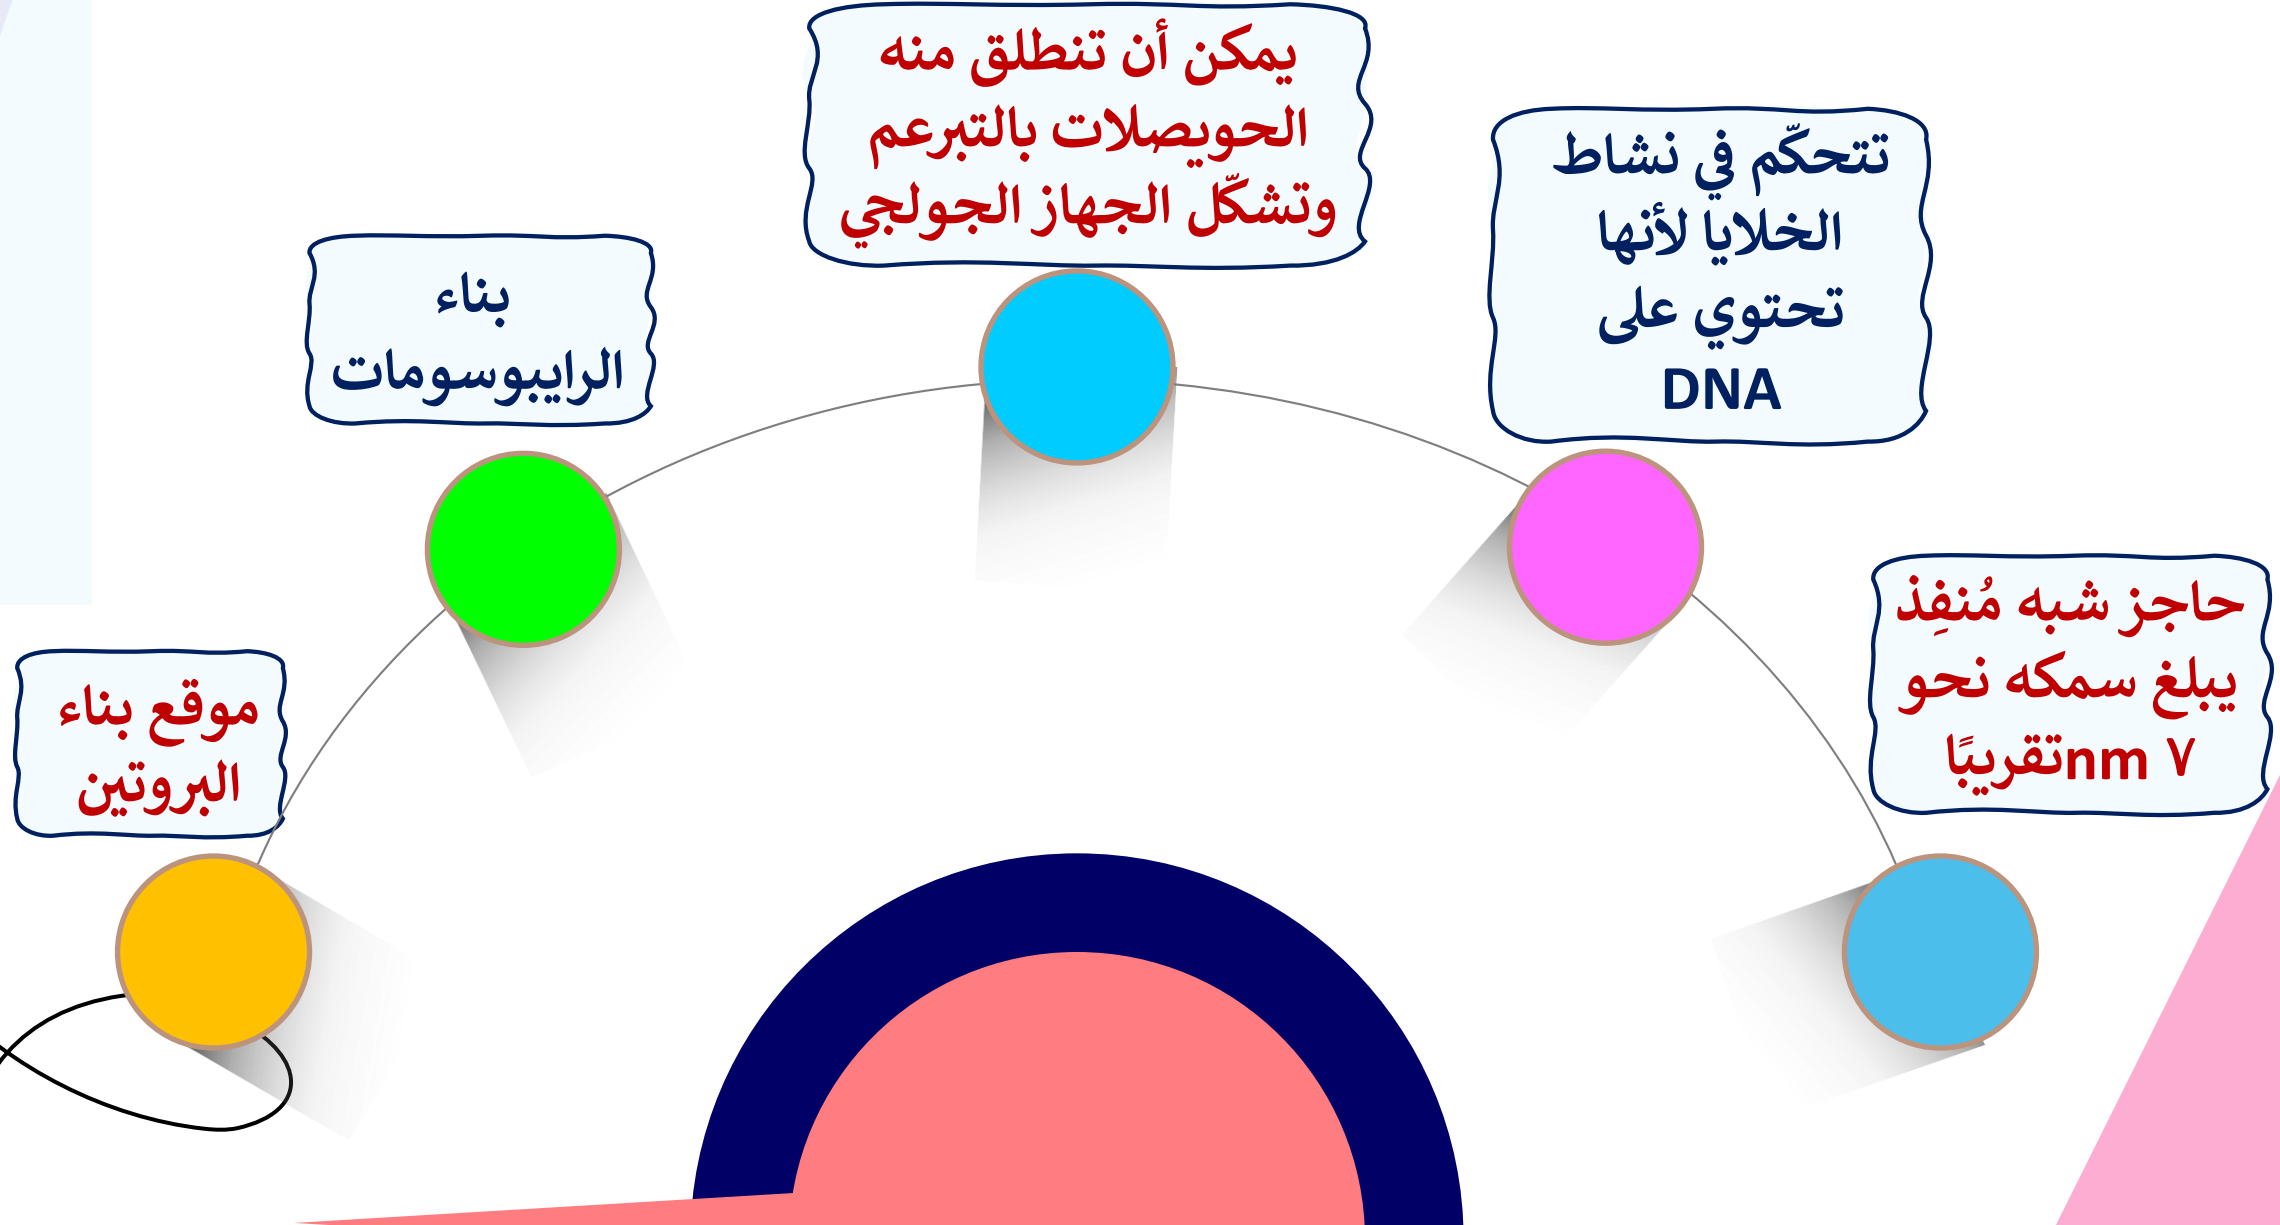 حاجز شبه مُنفِذ
يبلغ سمكه نحو
٧ nmتقريبًا
تتحكّم في نشاط
الخلايا لأنها
تحتوي على
DNA
يمكن أن تنطلق منه
الحويصلات بالتبرعم
وتشكّل الجهاز الجولجي
بناء
الرايبوسومات
موقع بناء
البروتين